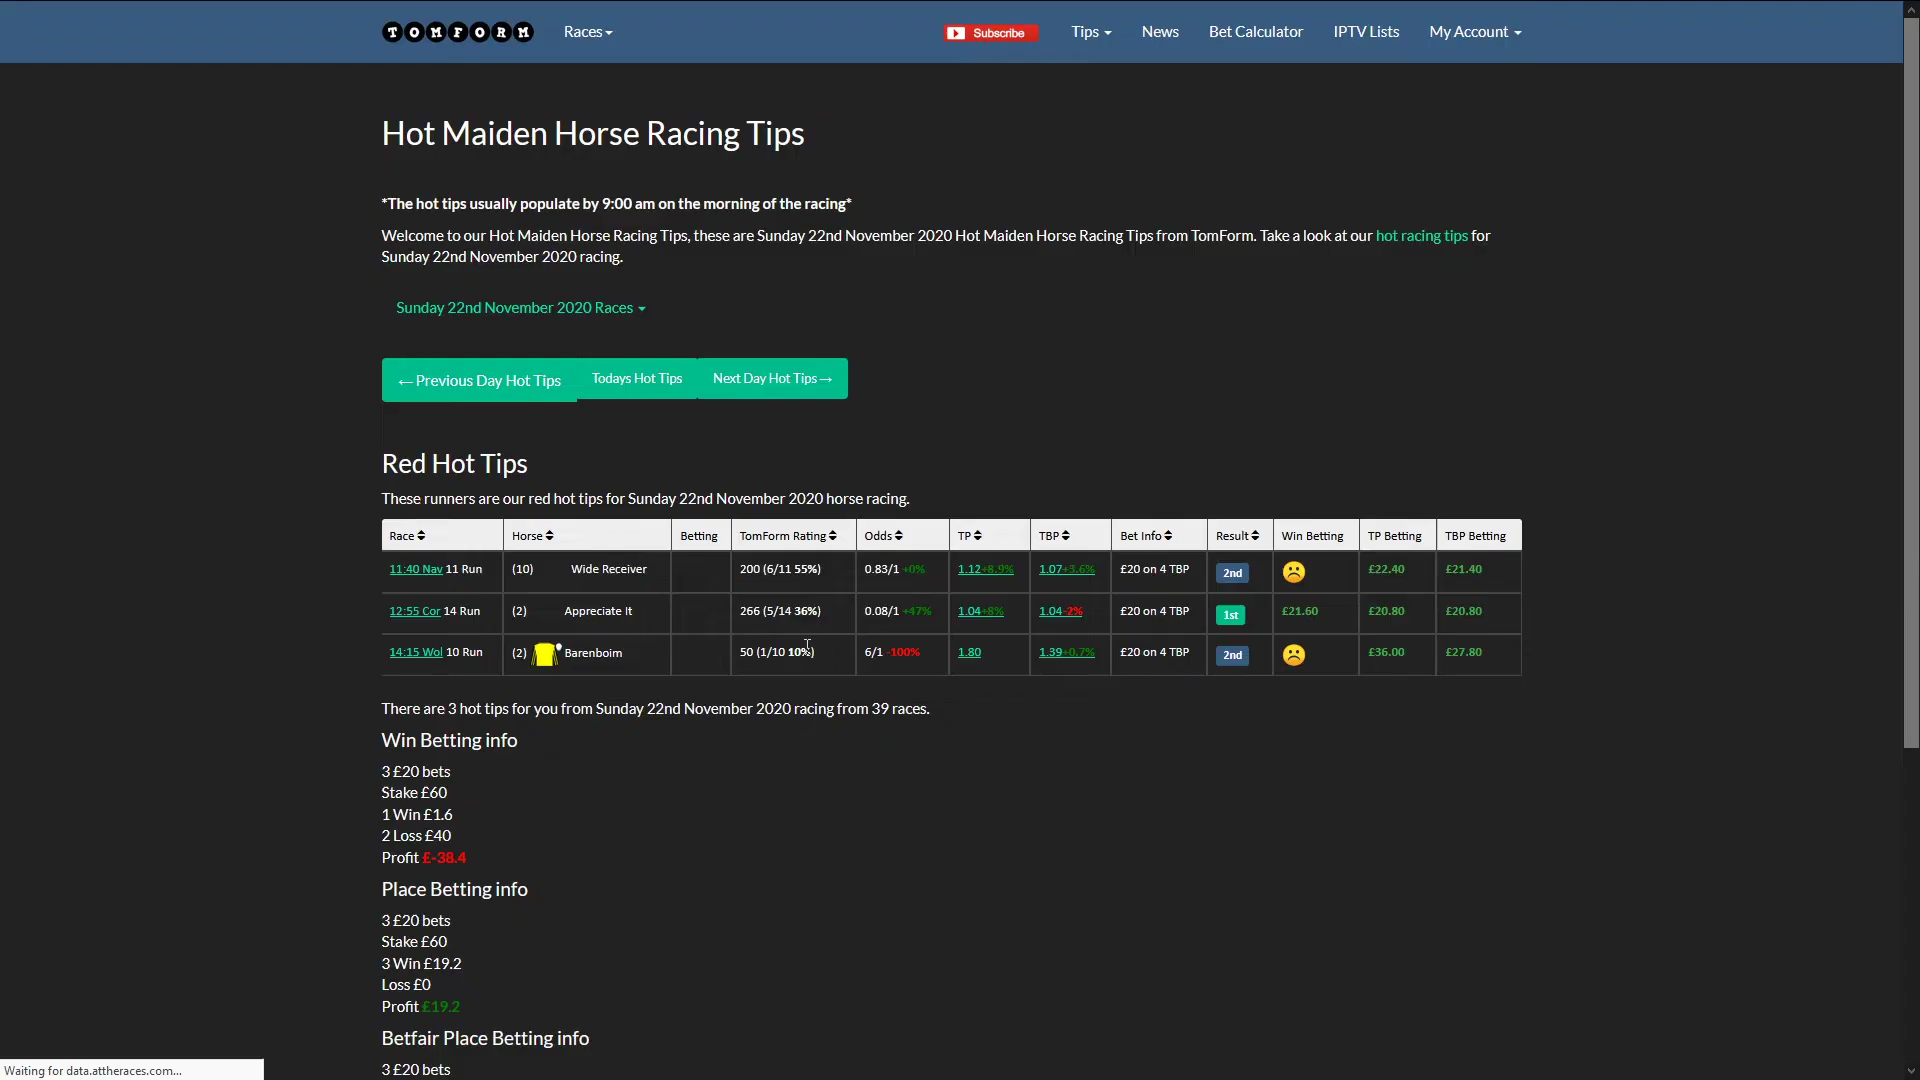 TOMFORM Races Subscribe Tips News Bet Calculator IPTV Lists My Account
Hot Maiden Horse Racing Tips
*The hot tips usually populate by 9:00 am on the morning of the racing*
Welcome to our Hot Maiden Horse Racing Tips, these are Sunday 22nd November 2020 Hot Maiden Horse Racing Tips from TomForm. Take a look at our hot racing tips for
Sunday 22nd November 2020 racing.
Sunday 22nd November 2020 Races
←Previous Day Hot Tips Todays Hot Tips Next Day Hot Tips→
Red Hot Tips
These runners are our red hot tips for Sunday 22nd November 2020 horse racing.
Race Horse Betting TomForm Rating Odds TP TBP Bet Info Result Win Betting TP Betting TBP Betting
11:40 Nav 11 Run (10) Wide Receiver 200 (6/11 55%) 0.83/1 +0% 1.12+8.9% 1.07+3.6% £20 on 4 TBP 2nd £22.40 £21.40
12:55 Cor 14 Run (2) Appreciate It 266 (5/14 36%) 0.08/1 +47% 1.04+8% 1.04-2% £20 on 4 TBP 1st £21.60 £20.80 £20.80
14:15 Wol 10 Run (2) Barenboim 50 (1/10 10%) 6/1 -100% 1.80 1.39+0.7% £20 on 4 TBP 2nd £36.00 £27.80
There are 3 hot tips for you from Sunday 22nd November 2020 racing from 39 races.
Win Betting info
3 £20 bets
Stake £60
1 Win £1.6
2 Loss £40
Profit £-38.4
Place Betting info
3 £20 bets
Stake £60
3 Win £19.2
Loss £0
Profit £19.2
Betfair Place Betting info
3 £20 bets
Waiting for data.attheraces.com...